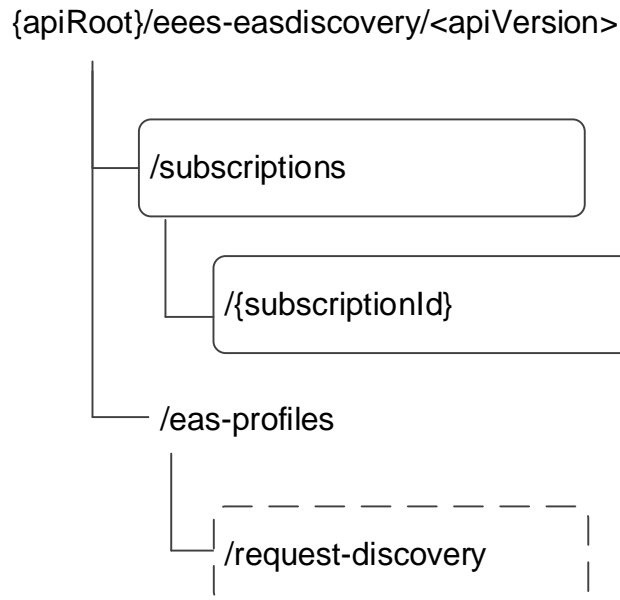 {apiRoot}/eees-easdiscovery/<apiVersion>
/subscriptions
/{subscriptionId}
/eas-profiles
/request-discovery